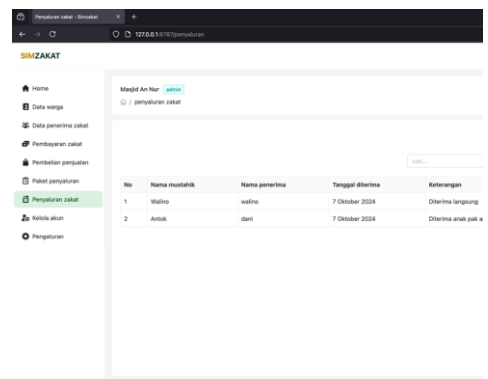 Penyaluran zakat - Simzakat
127.0.0.1:6787/penyaluran
SIMZAKAT
Home
Data warga
Data penerima zakat
Pembayaran zakat
Pembelian penjualan
Paket penyaluran
Penyaluran zakat
Kelola akun
Pengaturan
Masjid An Nur admin
/ penyaluran zakat
cari...
No Nama mustahik Nama penerima Tanggal diterima Keterangan
1 Walino walino 7 Oktober 2024 Diterima langsung
2 Antok dani 7 Oktober 2024 Diterima anak pak a